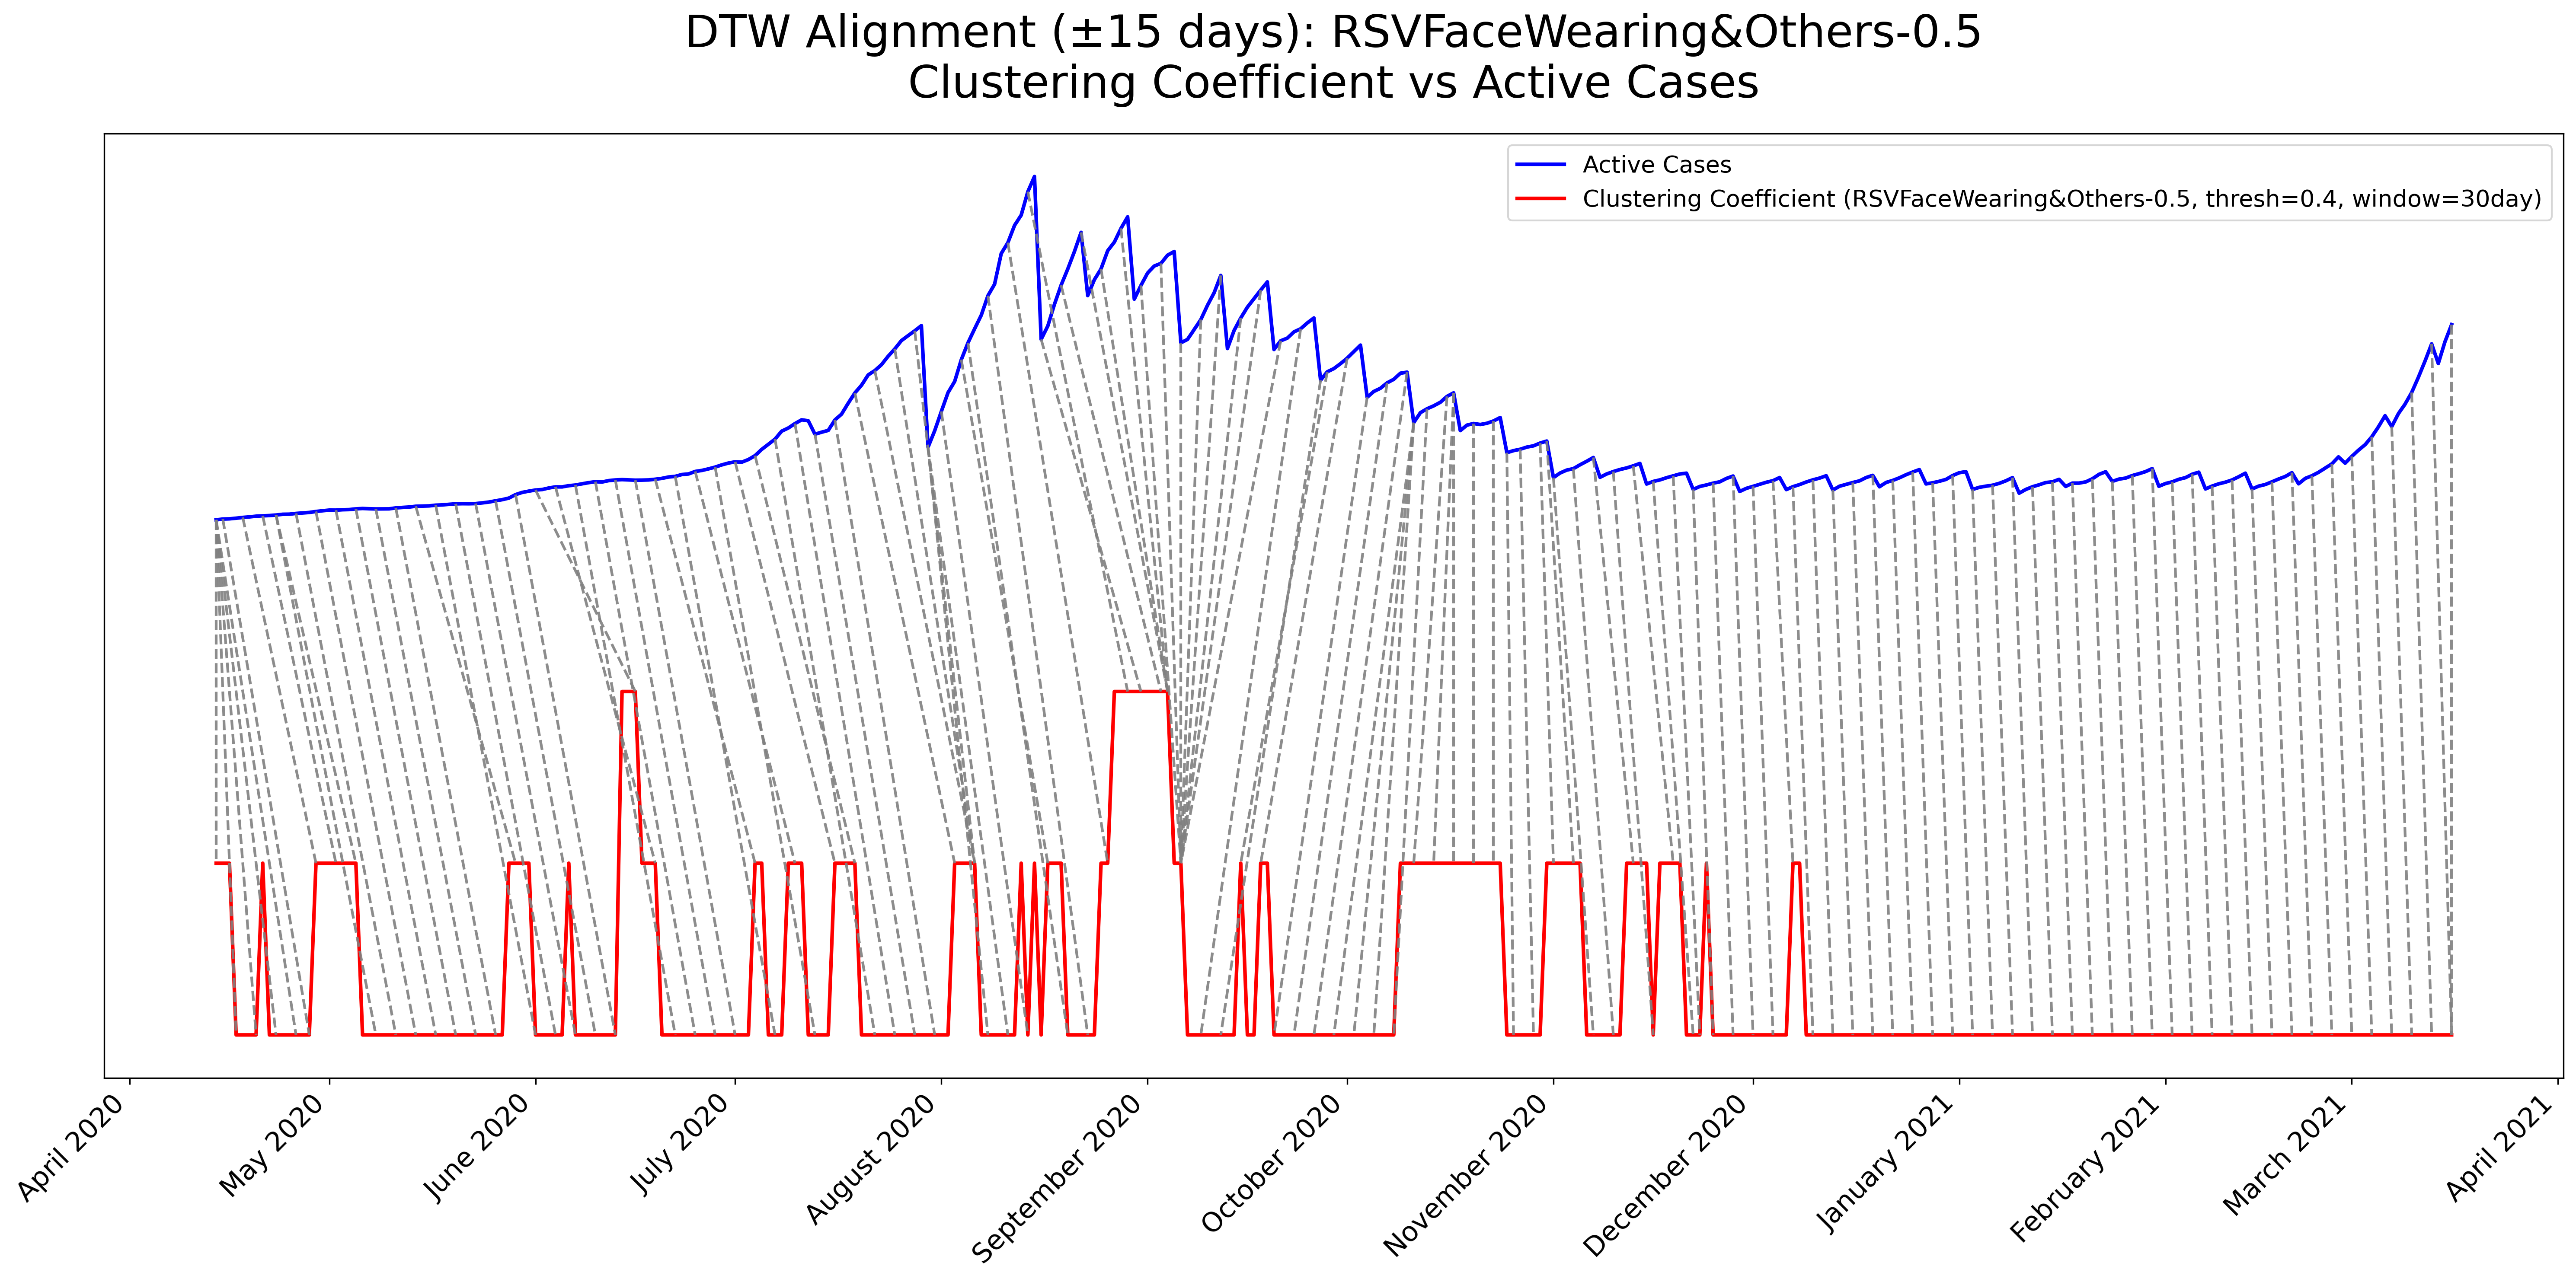 DTW Alignment (±15 days): RSVFaceWearing&Others-0.5
Clustering Coefficient vs Active Cases
Active Cases
Clustering Coefficient (RSVFaceWearing&Others-0.5, thresh=0.4, window=30day)
April 2020
May 2020
June 2020
July 2020
August 2020
September 2020
October 2020
November 2020
December 2020
January 2021
February 2021
March 2021
April 2021